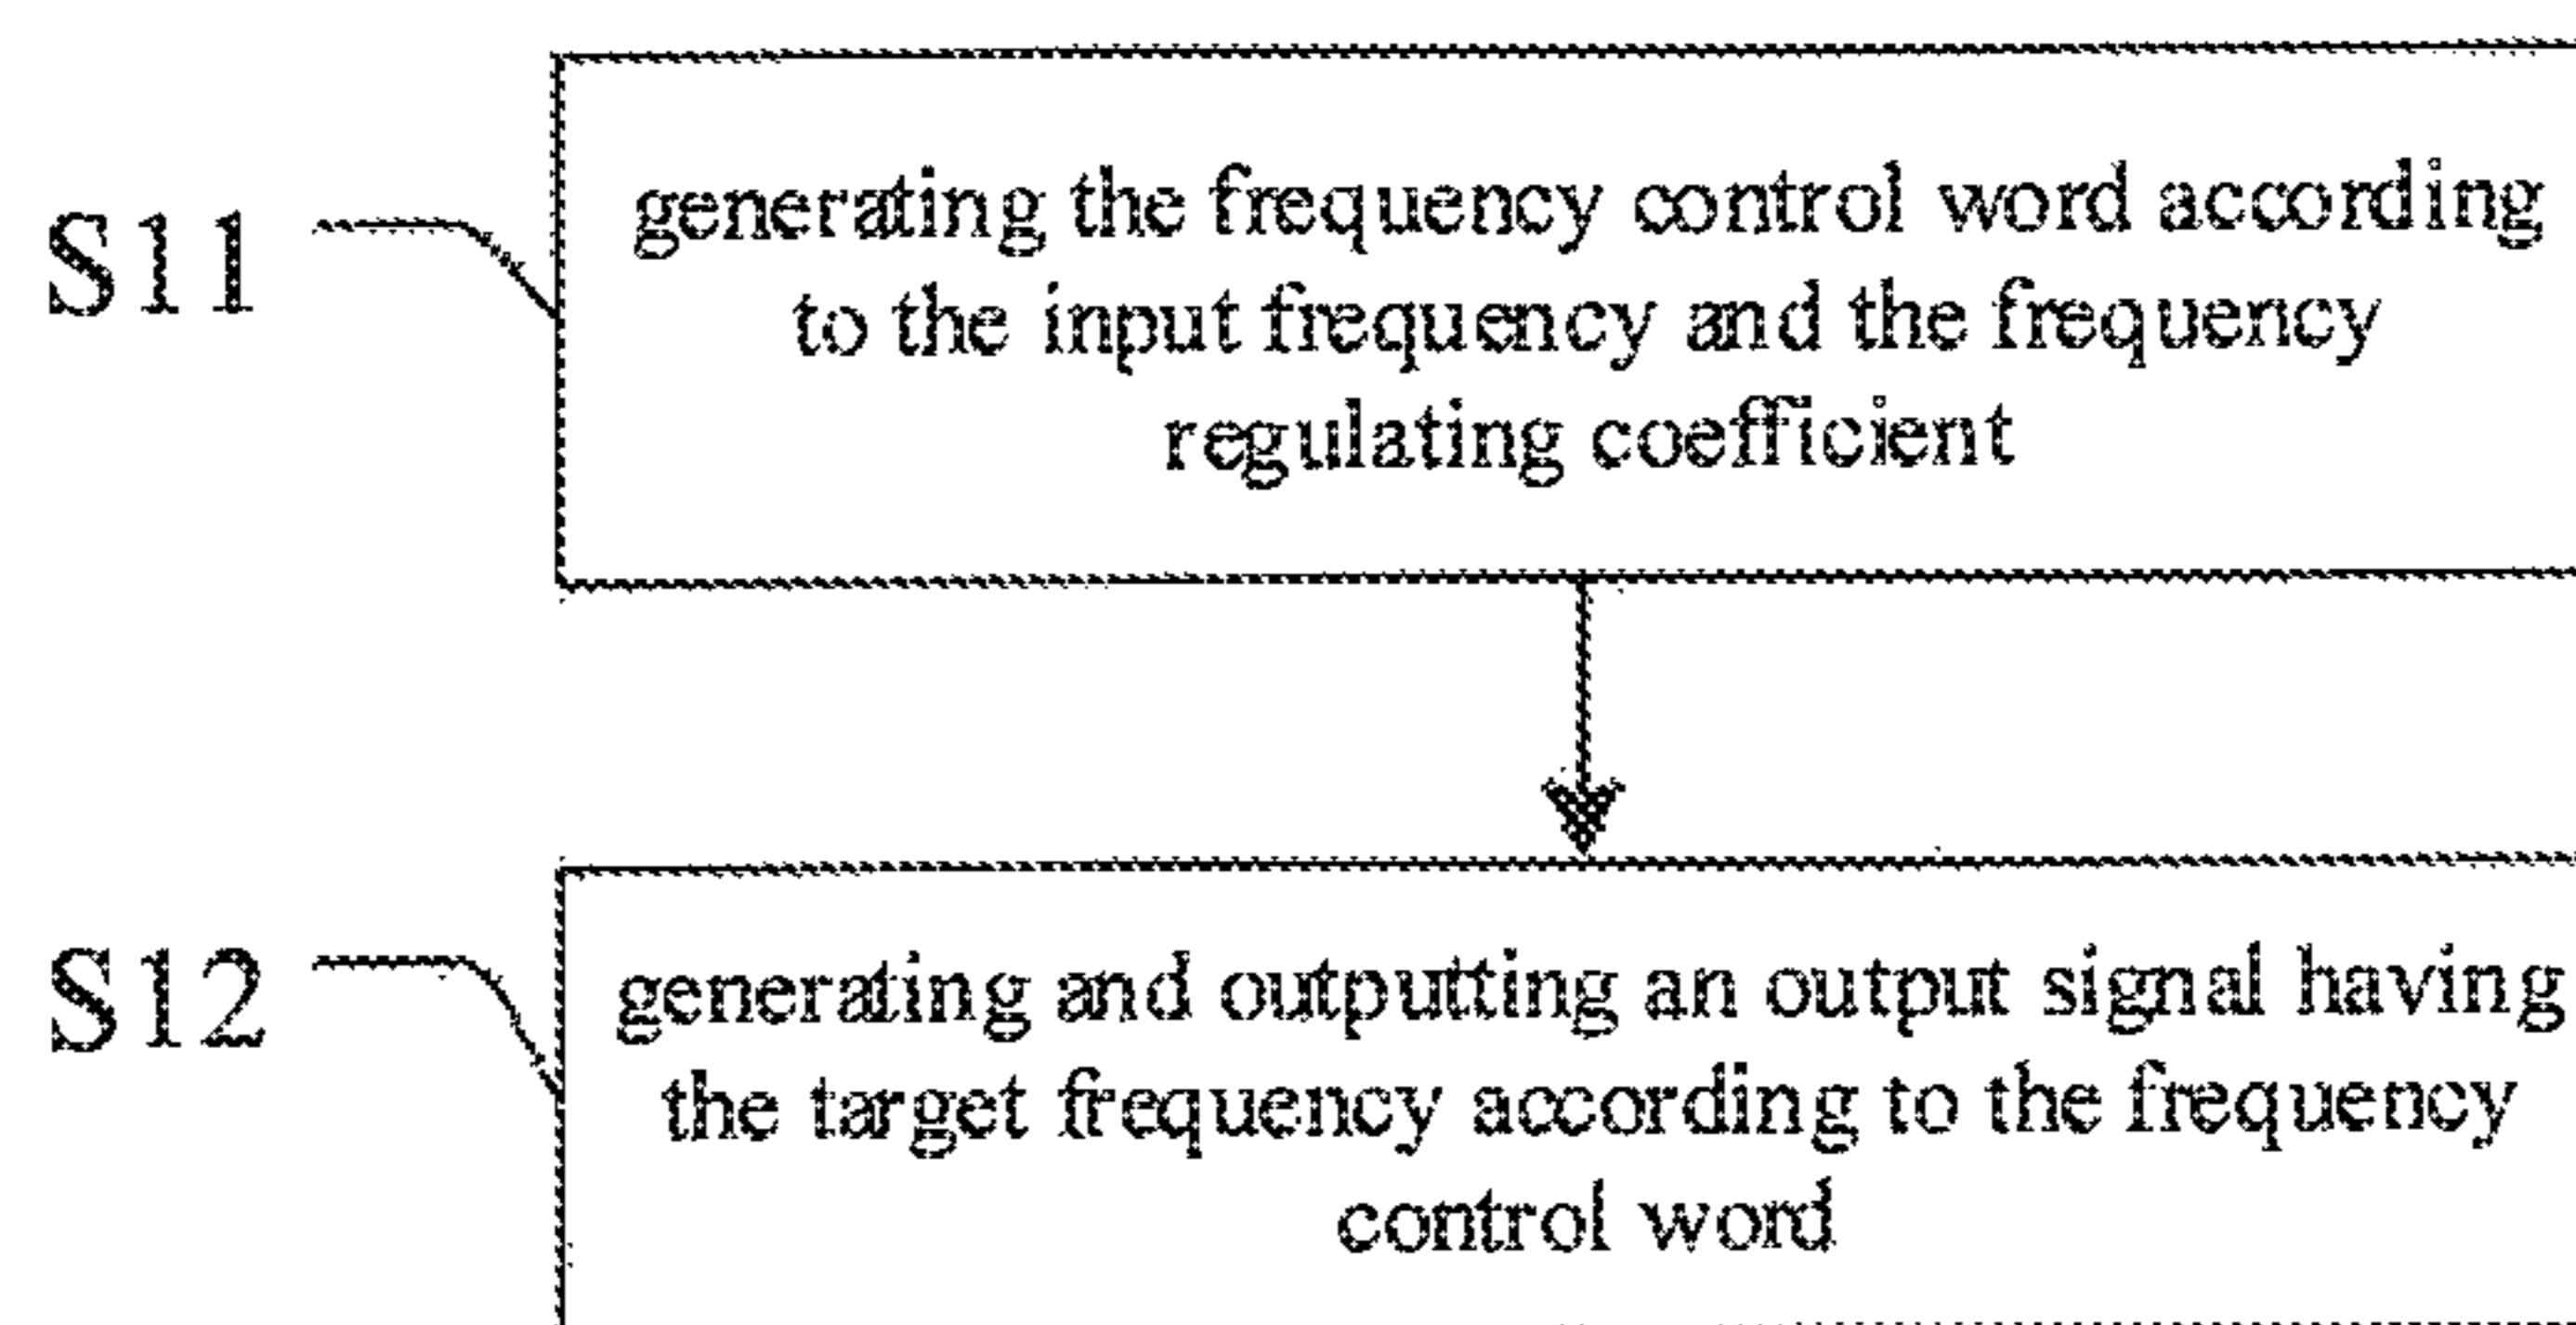 S11
generating the frequency control word according
to the input frequency and the frequency
regulating coefficient
S12
generating and outputting an output signal having
the target frequency according to the frequency
control word